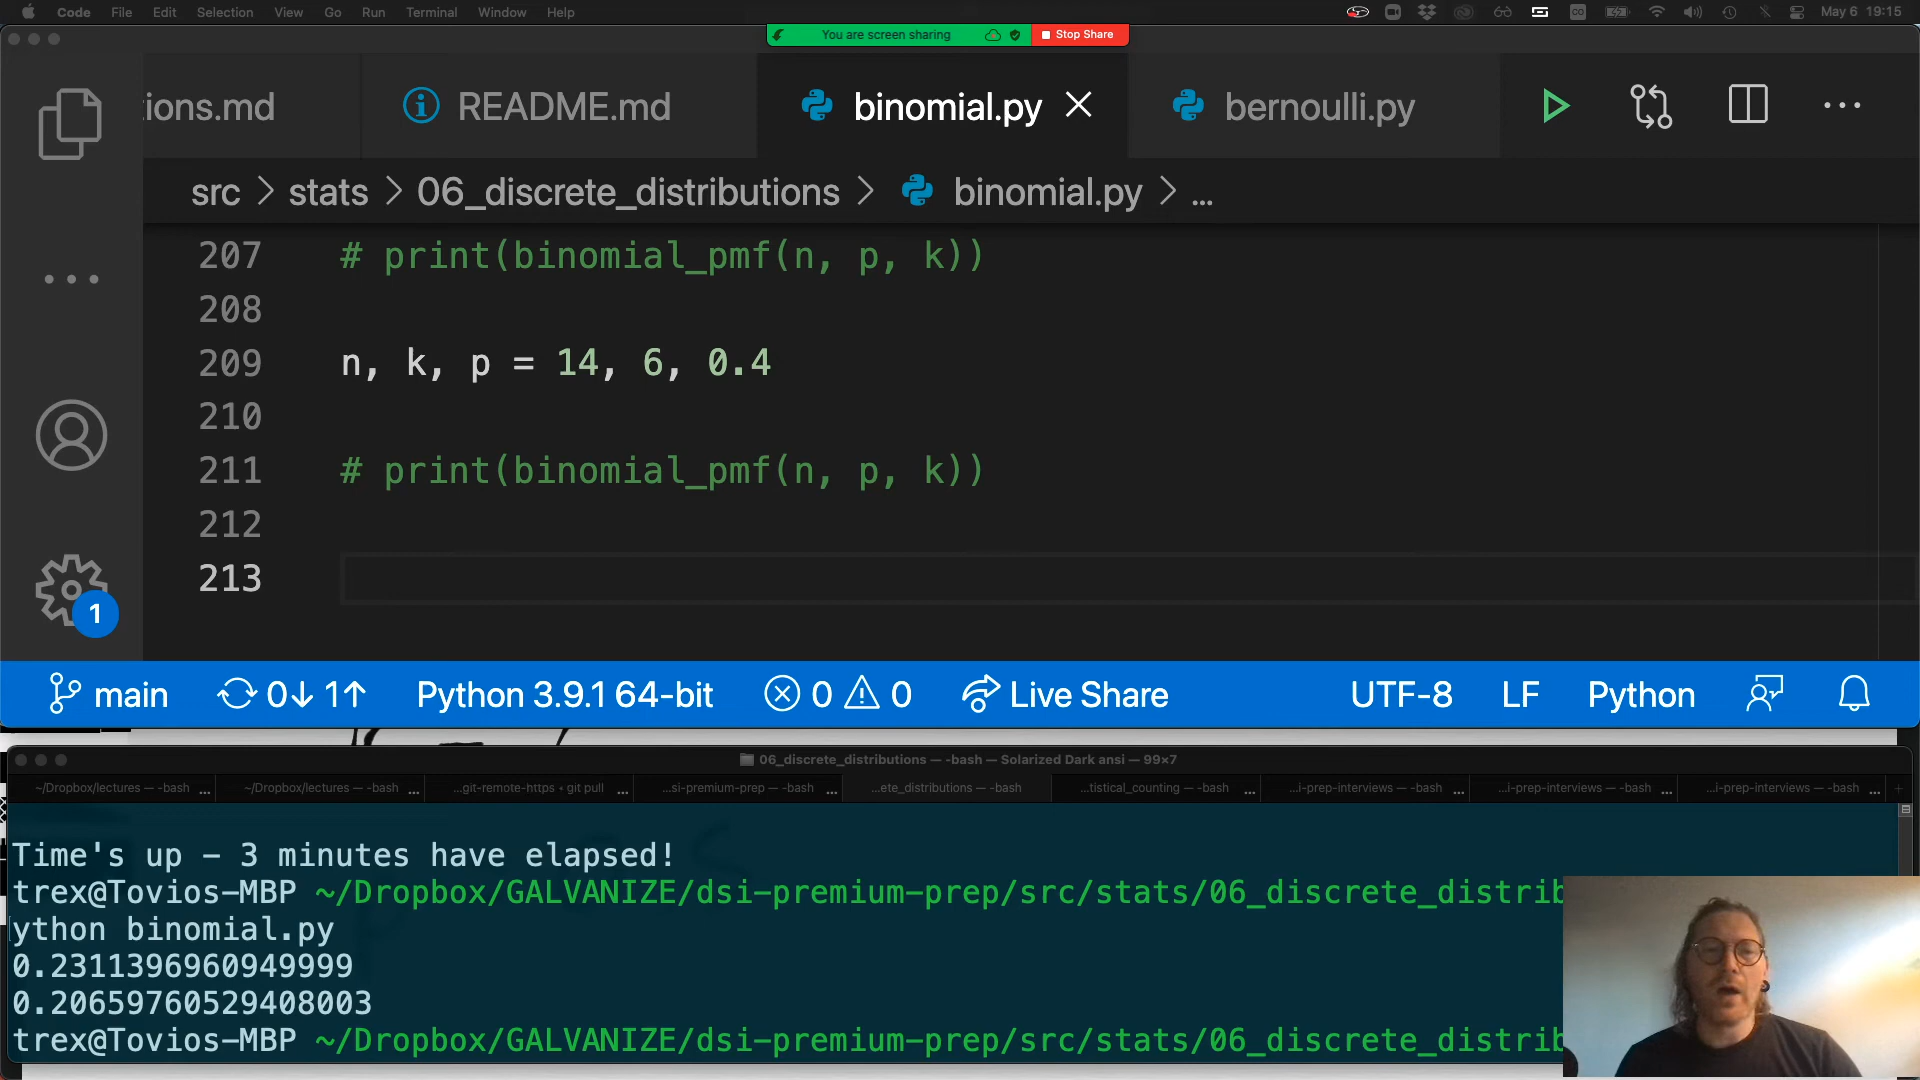 Code File Edit Selection View Go Run Terminal Window Help May 6 19:15
You are screen sharing Stop Share
tions.md README.md binomial.py bernoulli.py
src > stats > 06_discrete_distributions > binomial.py > ...
207 # print(binomial_pmf(n, p, k))
208
209 n, k, p = 14, 6, 0.4
210
211 # print(binomial_pmf(n, p, k))
212
213
1
main 0↓ 1↑ Python 3.9.1 64-bit 0 0 Live Share UTF-8 LF Python
06_discrete_distributions — -bash — Solarized Dark ansi — 99×7
~/Dropbox/lectures — -bash ... ~/Dropbox/lectures — -bash ... ...git-remote-https • git pull ... ...si-premium-prep — -bash ... ...ete_distributions — -bash ...tistical_counting — -bash ... ...i-prep-interviews — -bash ... ...i-prep-interviews — -bash ... ...i-prep-interviews — -bash ... +
Time's up - 3 minutes have elapsed!
trex@Tovios-MBP ~/Dropbox/GALVANIZE/dsi-premium-prep/src/stats/06_discrete_distrib
ython binomial.py
0.2311396960949999
0.20659760529408003
trex@Tovios-MBP ~/Dropbox/GALVANIZE/dsi-premium-prep/src/stats/06_discrete_distrib